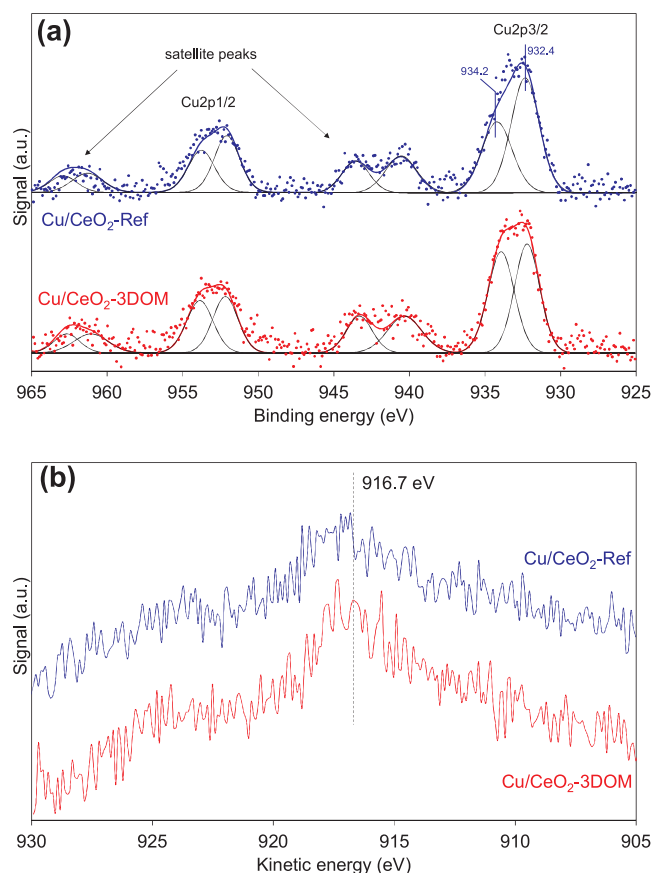 (a)
Cu2p3/2
satellite peaks
934.2
932.4
Cu2p1/2
Signal (a.u.)
Cu/CeO₂-Ref
Cu/CeO₂-3DOM
965 960 955 950 945 940 935 930 925
Binding energy (eV)
(b)
916.7 eV
Cu/CeO₂-Ref
Signal (a.u.)
Cu/CeO₂-3DOM
930 925 920 915 910 905
Kinetic energy (eV)